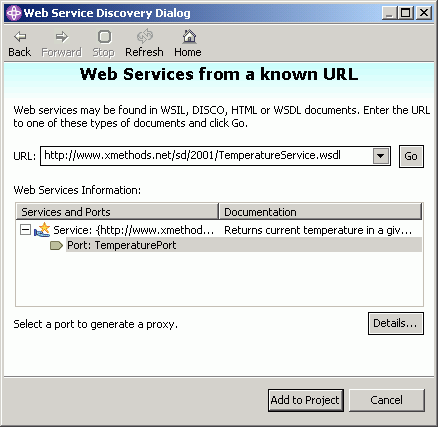 Web Service Discovery Dialog
Back Forward Stop Refresh Home
Web Services from a known URL
Web services may be found in WSIL, DISCO, HTML or WSDL documents. Enter the URL
to one of these types of documents and click Go.
URL: http://www.xmethods.net/sd/2001/TemperatureService.wsdl Go
Web Services Information:
Services and Ports Documentation
Service: {http://www.xmethod... Returns current temperature in a giv...
Port: TemperaturePort
Select a port to generate a proxy. Details...
Add to Project Cancel